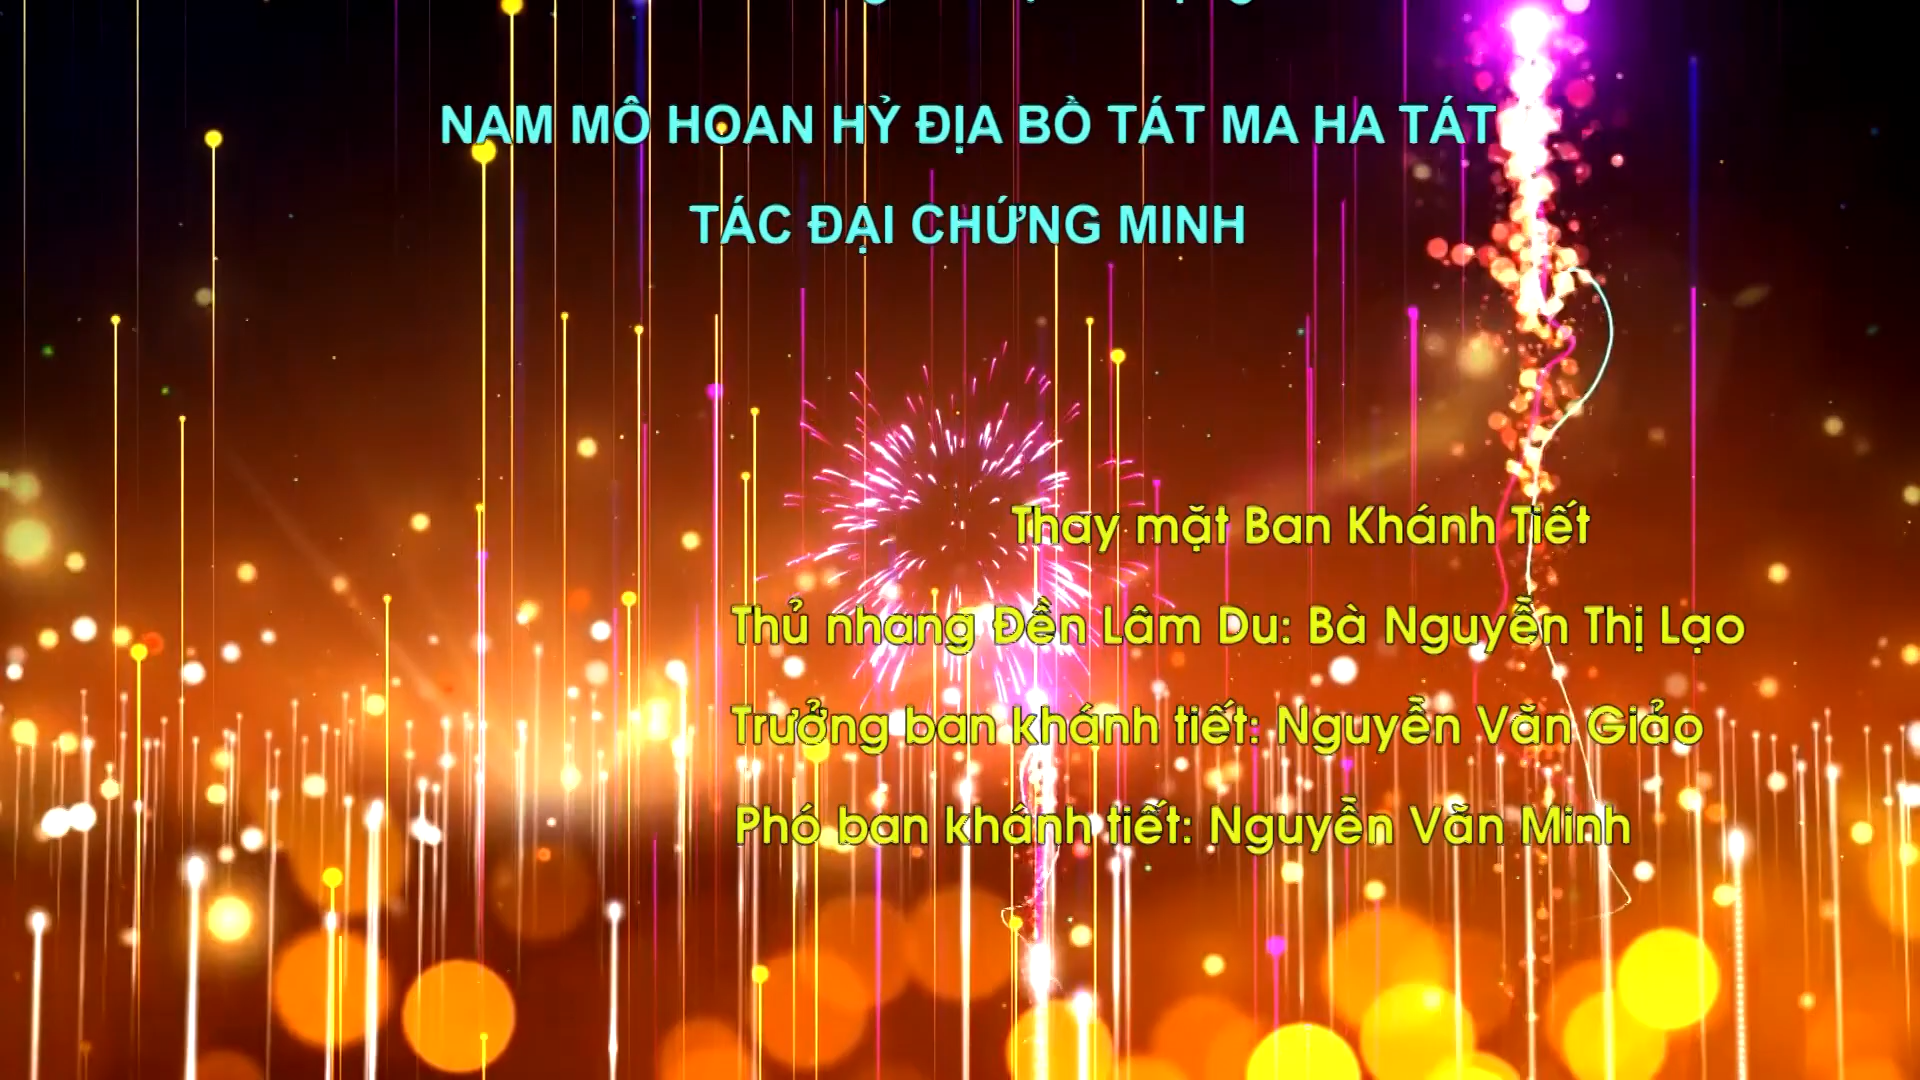 NAM MÔ HOAN HỶ ĐỊA BỒ TÁT MA HA TÁT
TÁC ĐẠI CHỨNG MINH
Thay mặt Ban Khánh Tiết
Thủ nhang Đền Lâm Du: Bà Nguyễn Thị Lạo
Trưởng ban khánh tiết: Nguyễn Văn Giảo
Phó ban khánh tiết: Nguyễn Văn Minh